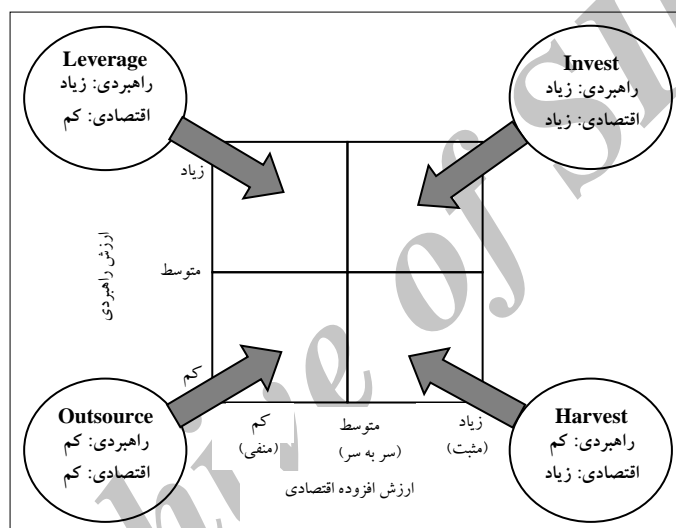 Leverage
راهبردی: زیاد
اقتصادی: کم
Invest
راهبردی: زیاد
اقتصادی: زیاد
زیاد
ارزش راهبردی
متوسط
کم
Outsource
راهبردی: کم
اقتصادی: کم
Harvest
راهبردی: کم
اقتصادی: زیاد
کم
(منفی)
متوسط
(سر به سر)
زیاد
(مثبت)
ارزش افزوده اقتصادی